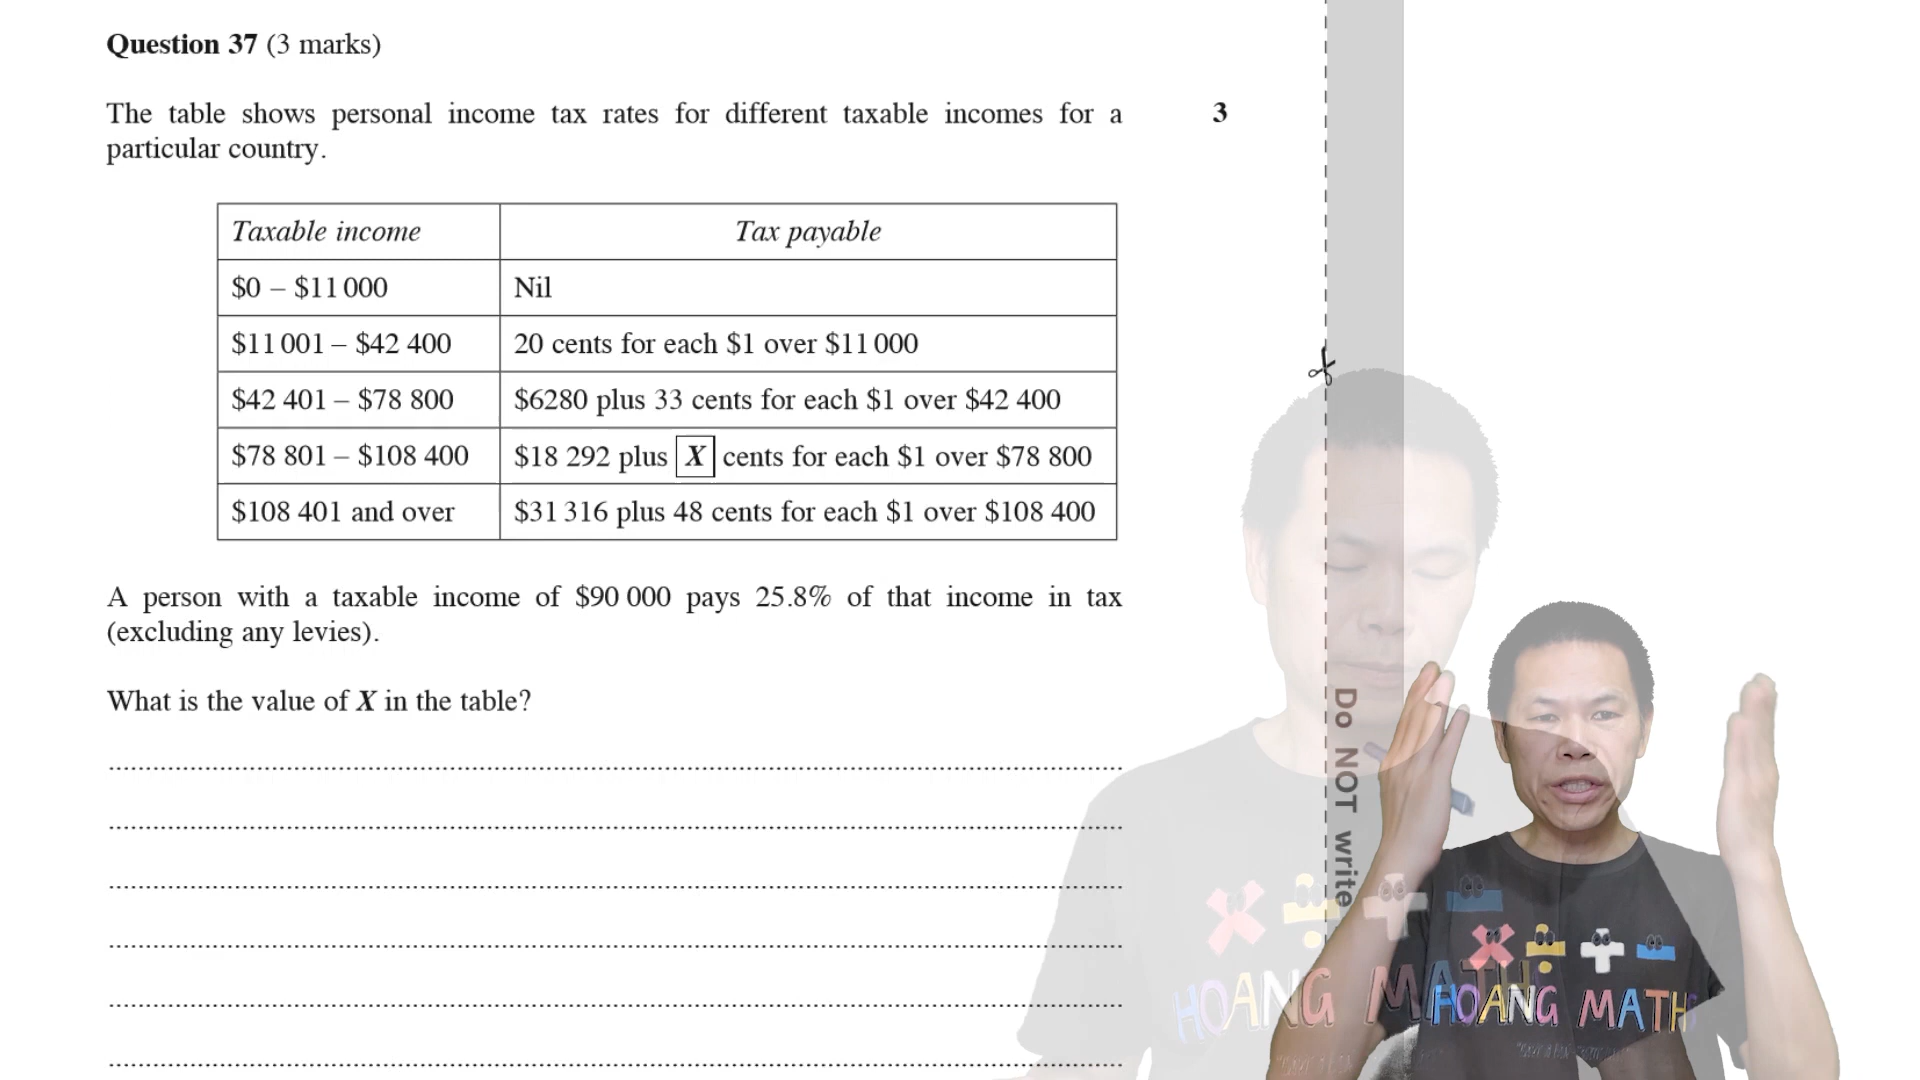 Question 37 (3 marks)
The table shows personal income tax rates for different taxable incomes for a
particular country.
3
Taxable income
Tax payable
$0 – $11 000
Nil
$11 001 – $42 400
20 cents for each $1 over $11 000
$42 401 – $78 800
$6280 plus 33 cents for each $1 over $42 400
$78 801 – $108 400
$18 292 plus X cents for each $1 over $78 800
$108 401 and over
$31 316 plus 48 cents for each $1 over $108 400
A person with a taxable income of $90 000 pays 25.8% of that income in tax
(excluding any levies).
What is the value of X in the table?
Do NOT write
HOANG MATH
HOANG MATHS